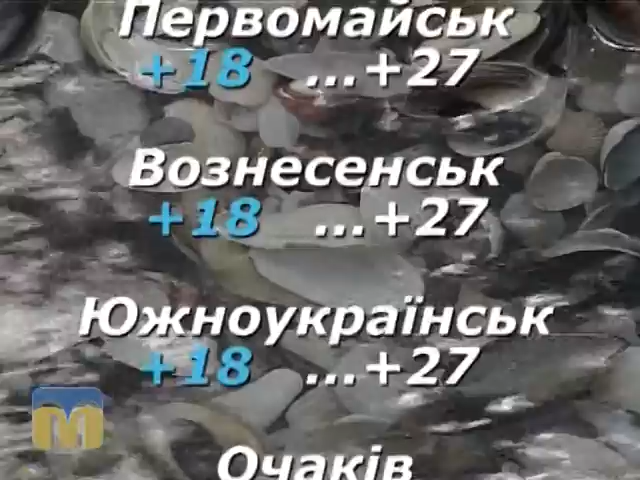 Первомайськ
+18 ...+27
Вознесенськ
+18 ...+27
Южноукраїнськ
+18 ...+27
М
Очаків